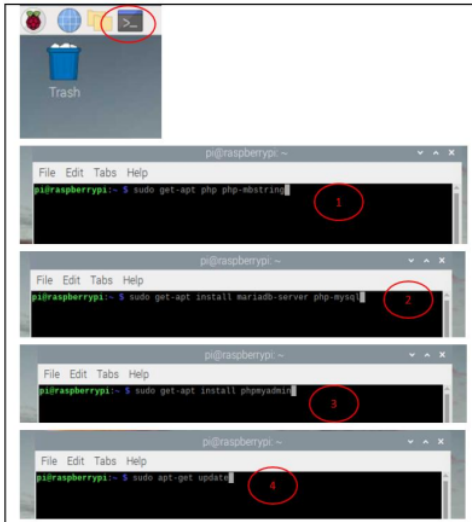 Trash
pi@raspberrypi: ~
File Edit Tabs Help
pi@raspberrypi:~ $ sudo get-apt php php-mbstring
1
pi@raspberrypi: ~
File Edit Tabs Help
pi@raspberrypi:~ $ sudo get-apt install mariadb-server php-mysql
2
pi@raspberrypi: ~
File Edit Tabs Help
pi@raspberrypi:~ $ sudo get-apt install phpmyadmin
3
pi@raspberrypi: ~
File Edit Tabs Help
pi@raspberrypi:~ $ sudo apt-get update
4